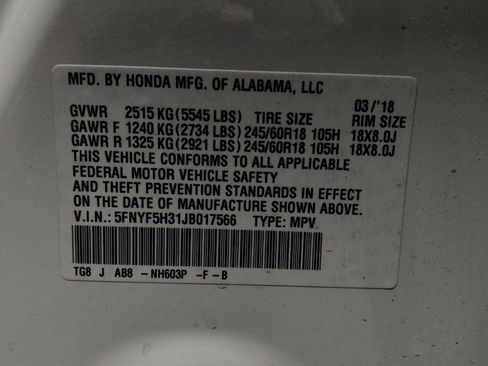 MFD. BY HONDA MFG. OF ALABAMA, LLC
03/'18
GVWR 2515 KG(5545 LBS) TIRE SIZE RIM SIZE
GAWR F 1240 KG(2734 LBS)245/60R18 105H 18X8.0J
GAWR R 1325 KG(2921 LBS)245/60R18 105H 18X8.0J
THIS VEHICLE CONFORMS TO ALL APPLICABLE
FEDERAL MOTOR VEHICLE SAFETY
AND THEFT PREVENTION STANDARDS IN EFFECT
ON THE DATE OF MANUFACTURE SHOWN ABOVE.
V.I.N.: 5FNYF5H31JB017566 TYPE: MPV
TG8 J AB8 -NH603P -F -B